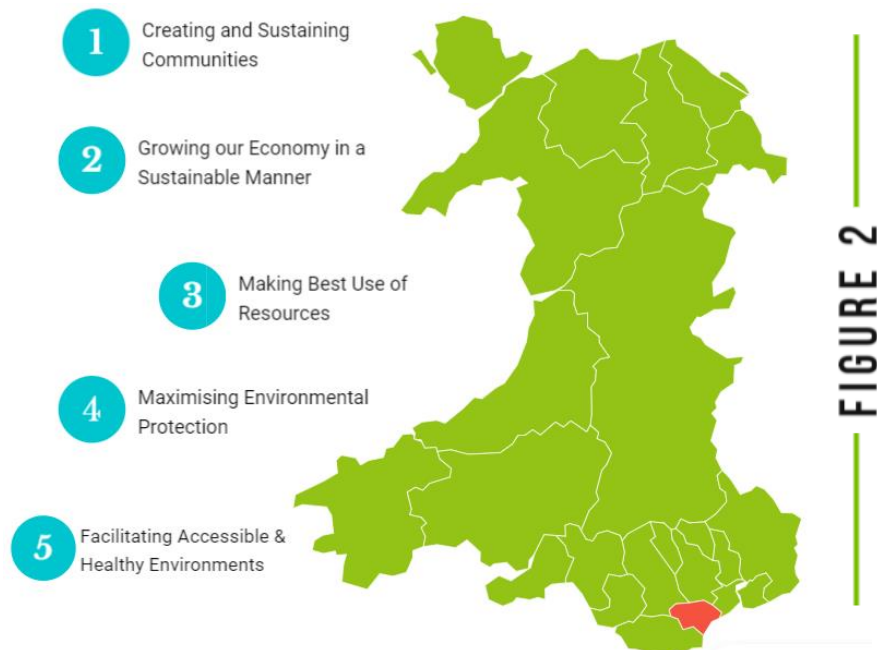 1
Creating and Sustaining
Communities
2
Growing our Economy in a
Sustainable Manner
3
Making Best Use of
Resources
4
Maximising Environmental
Protection
5
Facilitating Accessible &
Healthy Environments
FIGURE 2